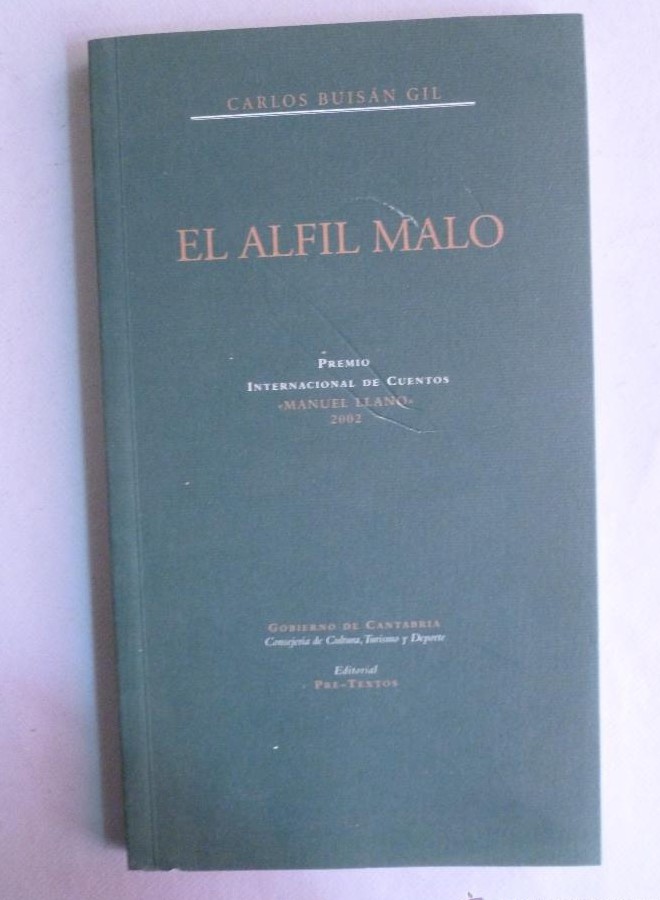 CARLOS BUISÁN GIL
EL ALFIL MALO
PREMIO
INTERNACIONAL DE CUENTOS
«MANUEL LLANO»
2002
GOBIERNO DE CANTABRIA
Consejería de Cultura, Turismo y Deporte
Editorial
PRE-TEXTOS